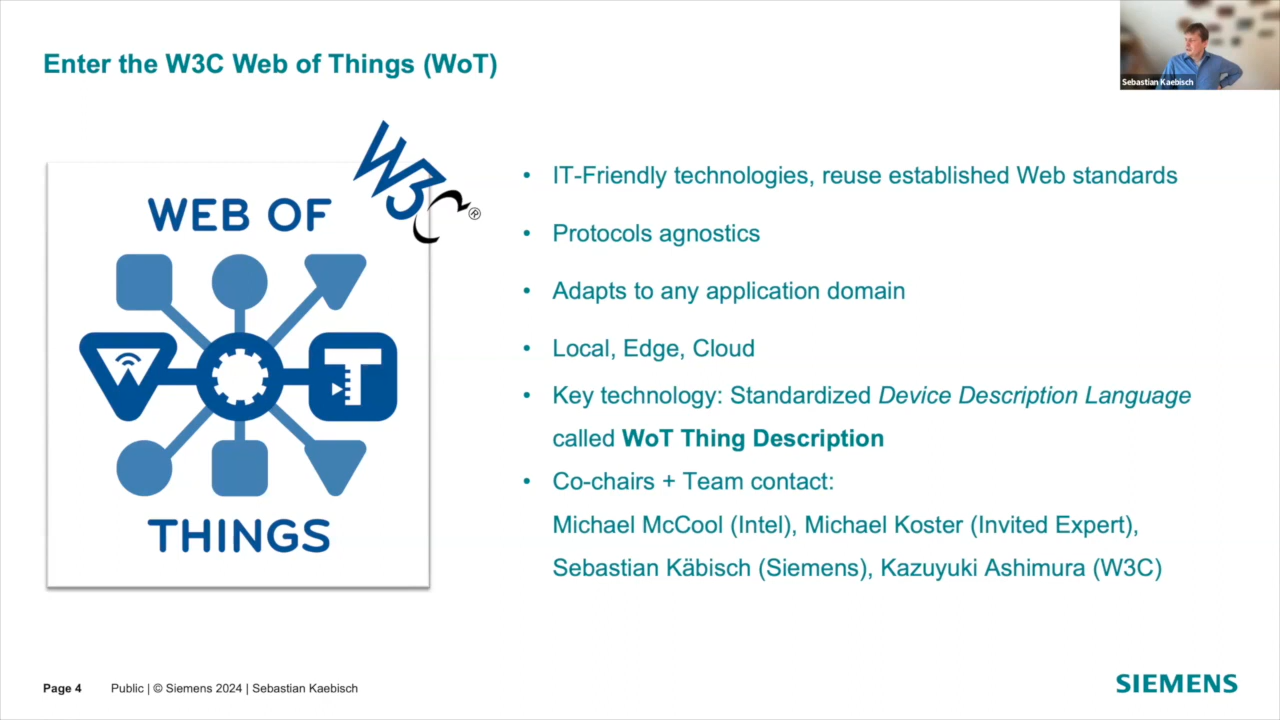 Enter the W3C Web of Things (WoT)
Sebastian Kaebisch
W3C®
WEB OF
WT
THINGS
• IT-Friendly technologies, reuse established Web standards
• Protocols agnostics
• Adapts to any application domain
• Local, Edge, Cloud
• Key technology: Standardized Device Description Language
called WoT Thing Description
• Co-chairs + Team contact:
Michael McCool (Intel), Michael Koster (Invited Expert),
Sebastian Käbisch (Siemens), Kazuyuki Ashimura (W3C)
Page 4 Public | © Siemens 2024 | Sebastian Kaebisch
SIEMENS